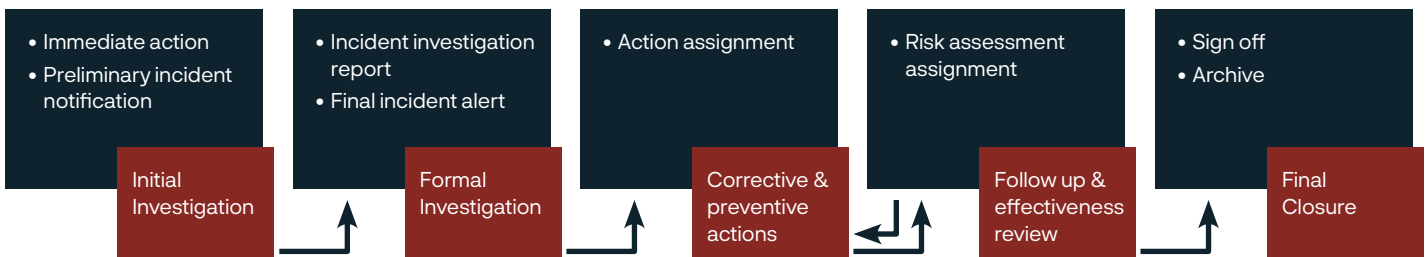 • Immediate action
• Preliminary incident
notification
Initial
Investigation
• Incident investigation
report
• Final incident alert
Formal
Investigation
• Action assignment
Corrective &
preventive
actions
• Risk assessment
assignment
Follow up &
effectiveness
review
• Sign off
• Archive
Final
Closure